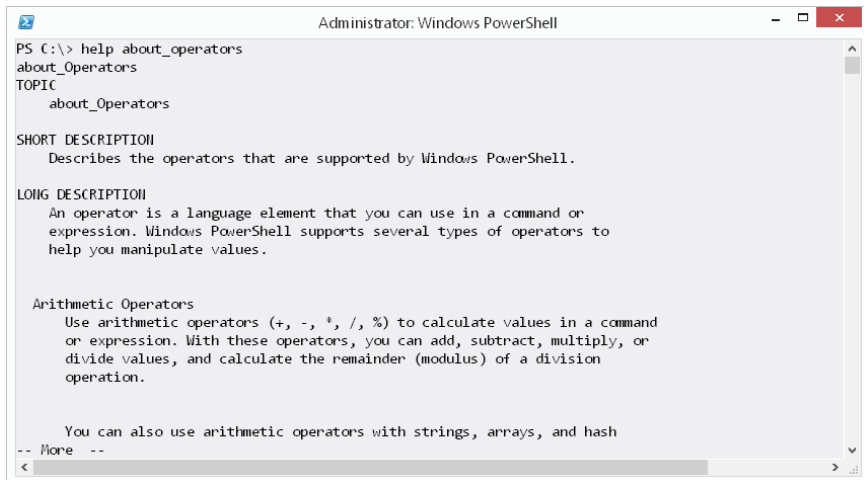 Administrator: Windows PowerShell
PS C:\> help about_operators
about_Operators
TOPIC
about_Operators
SHORT DESCRIPTION
Describes the operators that are supported by Windows PowerShell.
LONG DESCRIPTION
An operator is a language element that you can use in a command or
expression. Windows PowerShell supports several types of operators to
help you manipulate values.
Arithmetic Operators
Use arithmetic operators (+, -, *, /, %) to calculate values in a command
or expression. With these operators, you can add, subtract, multiply, or
divide values, and calculate the remainder (modulus) of a division
operation.
You can also use arithmetic operators with strings, arrays, and hash
-- More --